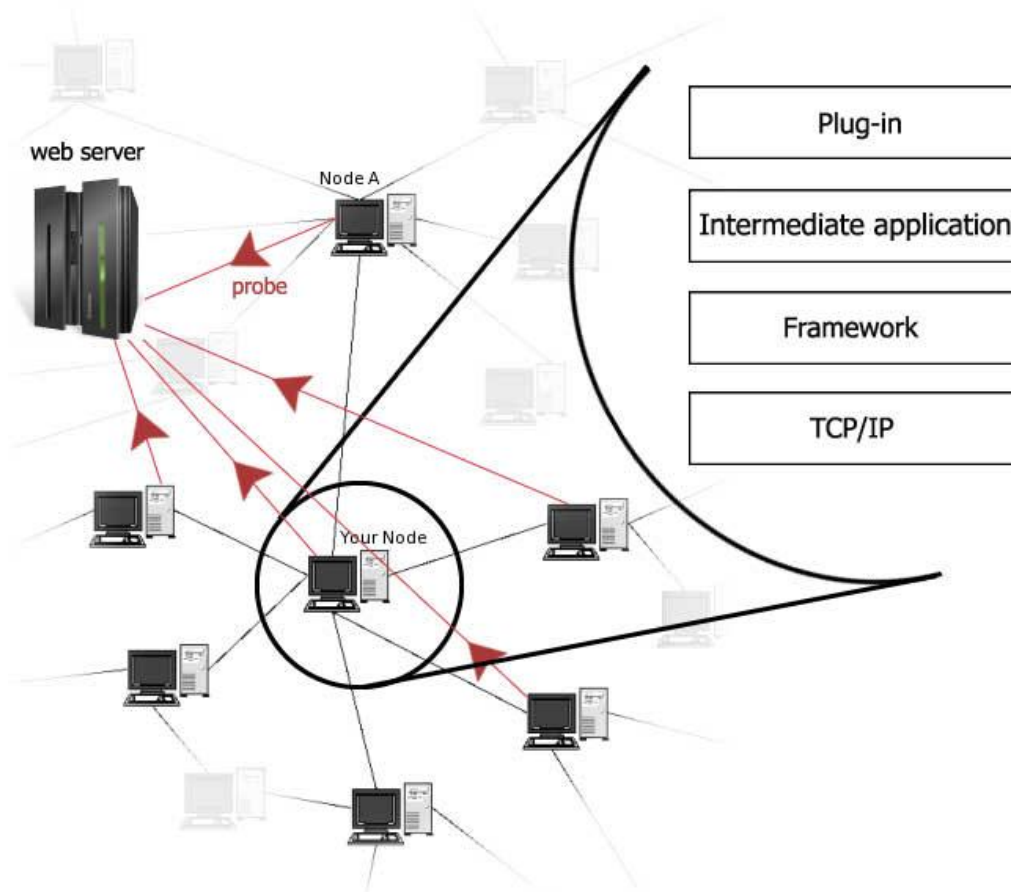 web server
Node A
probe
Your Node
Plug-in
Intermediate application
Framework
TCP/IP